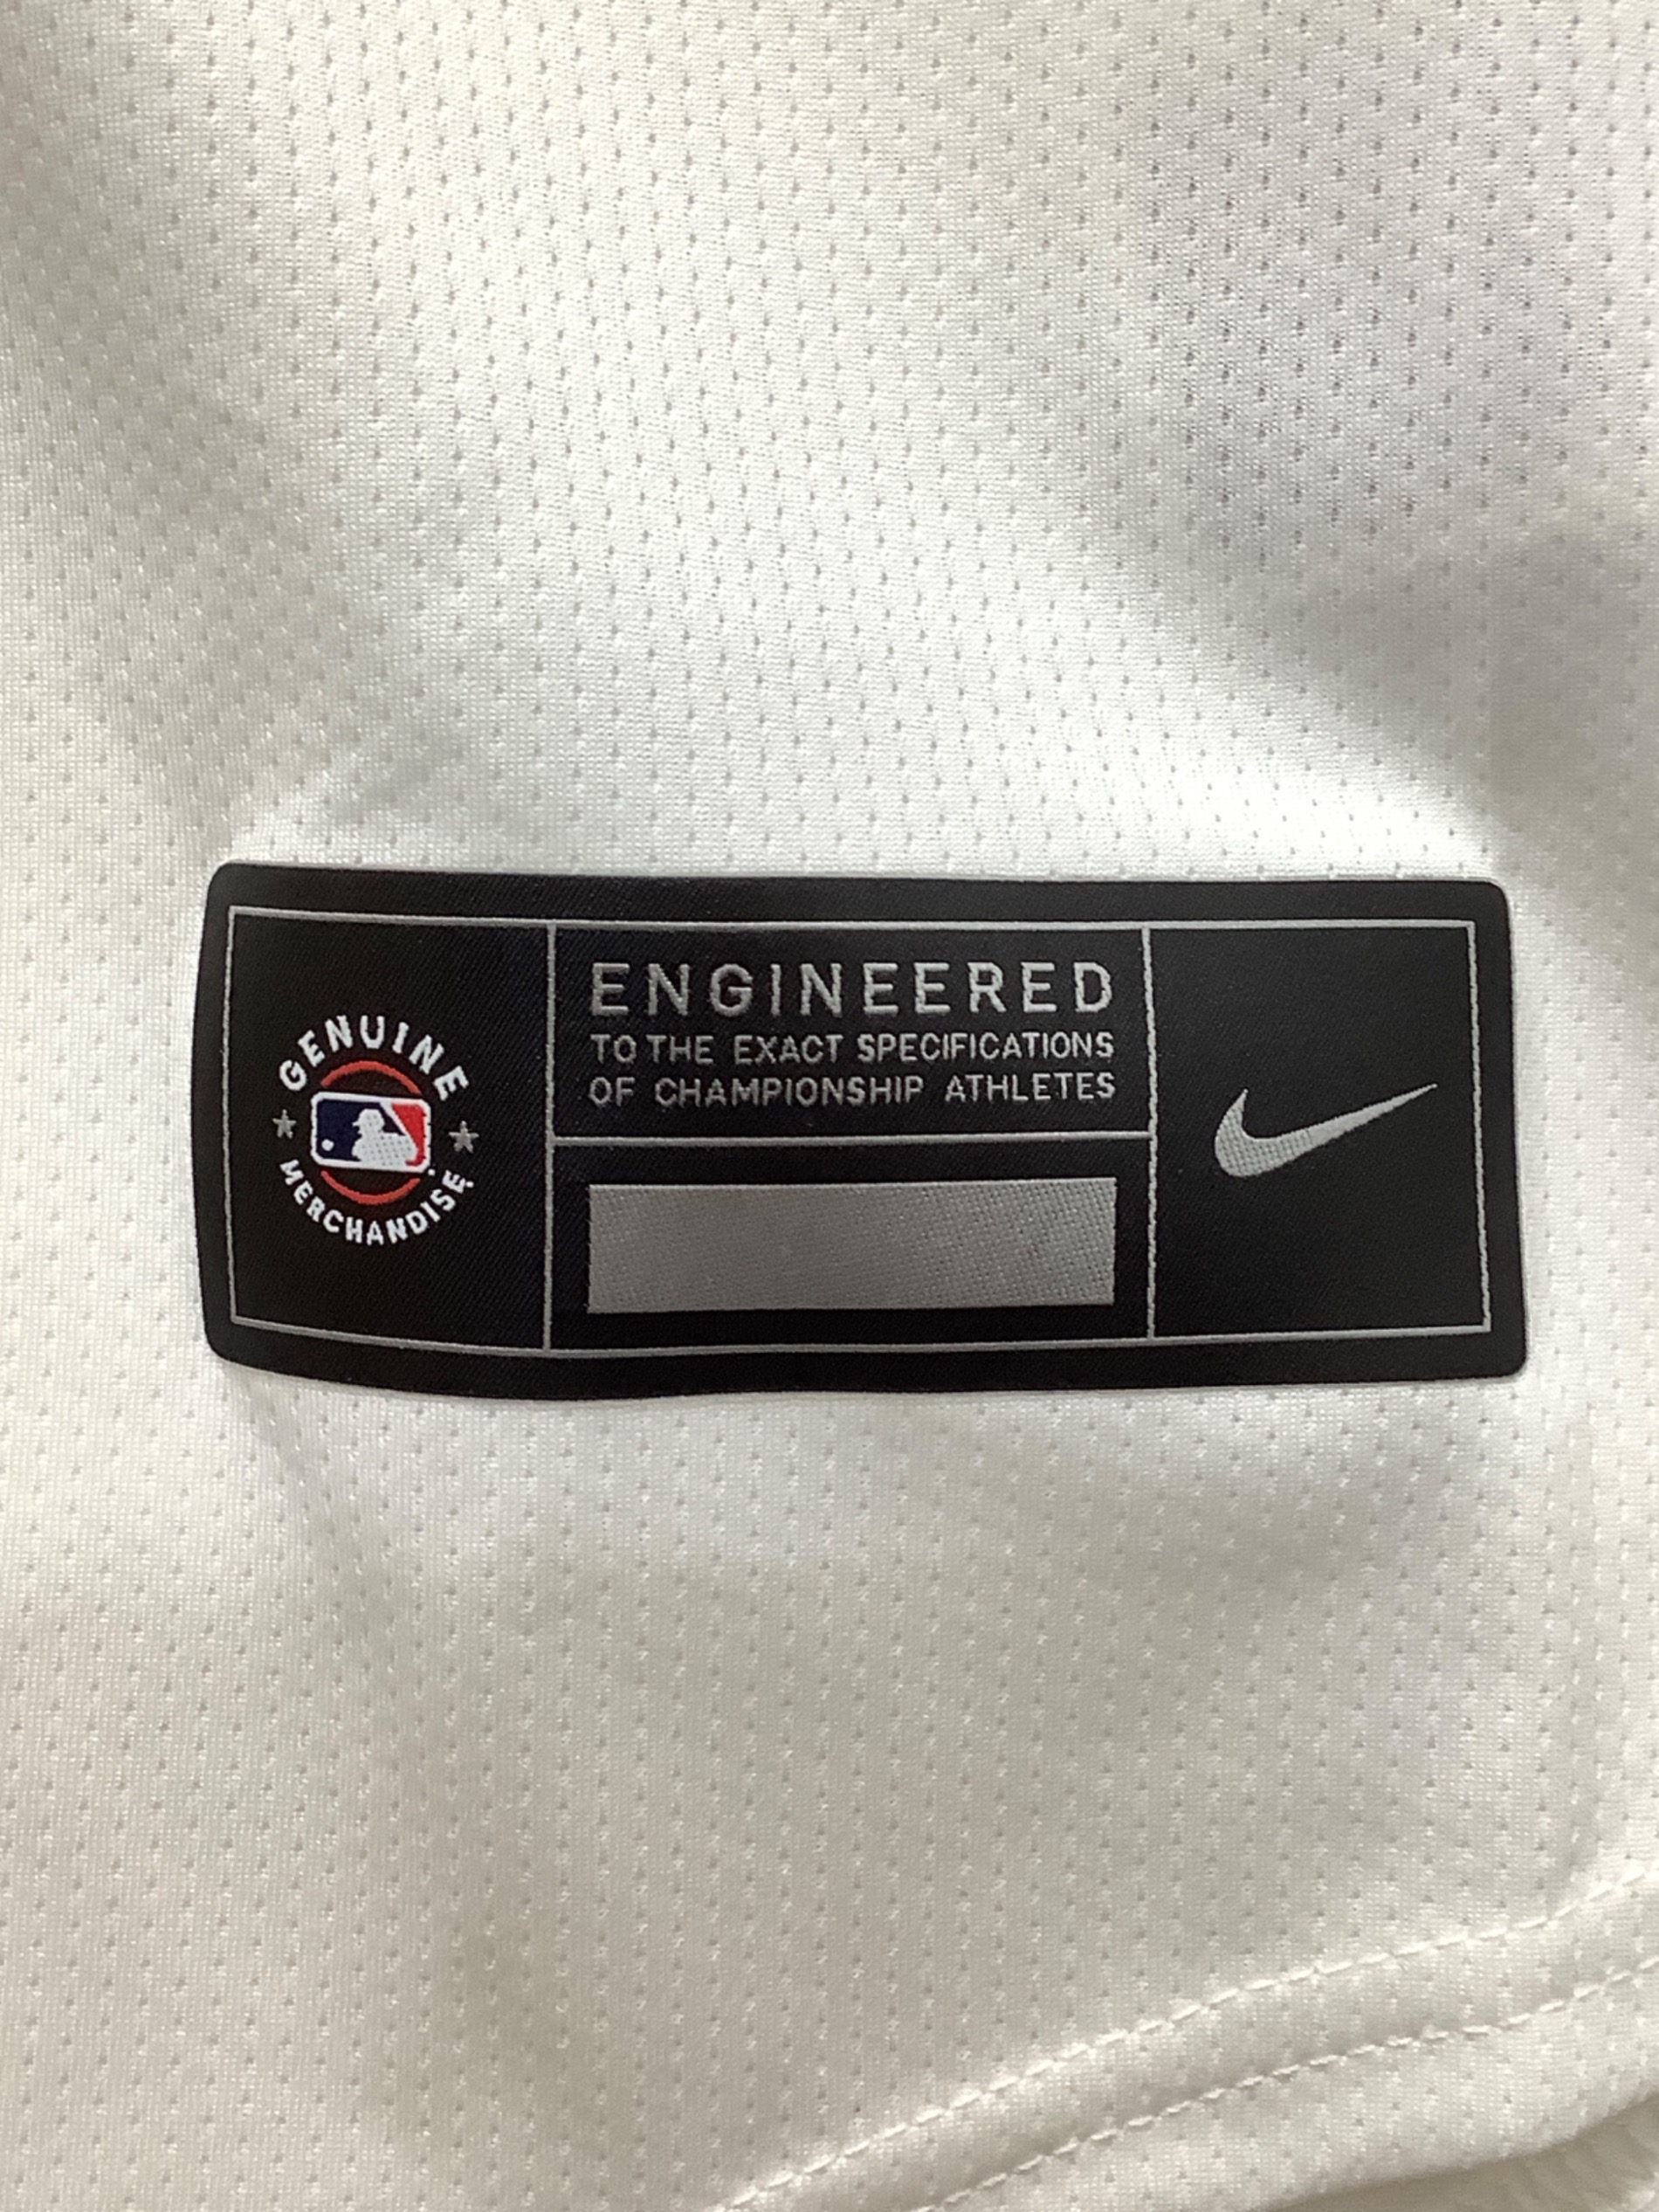 GENUINE
MERCHANDISE
ENGINEERED
TO THE EXACT SPECIFICATIONS
OF CHAMPIONSHIP ATHLETES